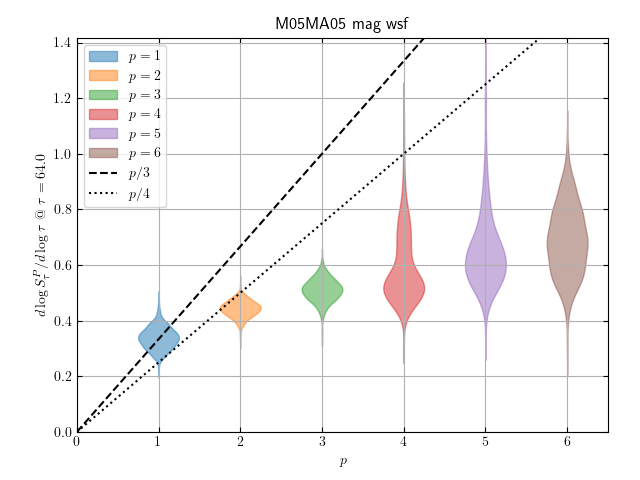 M05MA05 mag wsf
p = 1
p = 2
p = 3
p = 4
p = 5
p = 6
p/3
p/4
d log S_τ^P / d log τ @ τ = 64.0
1.4
1.2
1.0
0.8
0.6
0.4
0.2
0.0
0 1 2 3 4 5 6
p